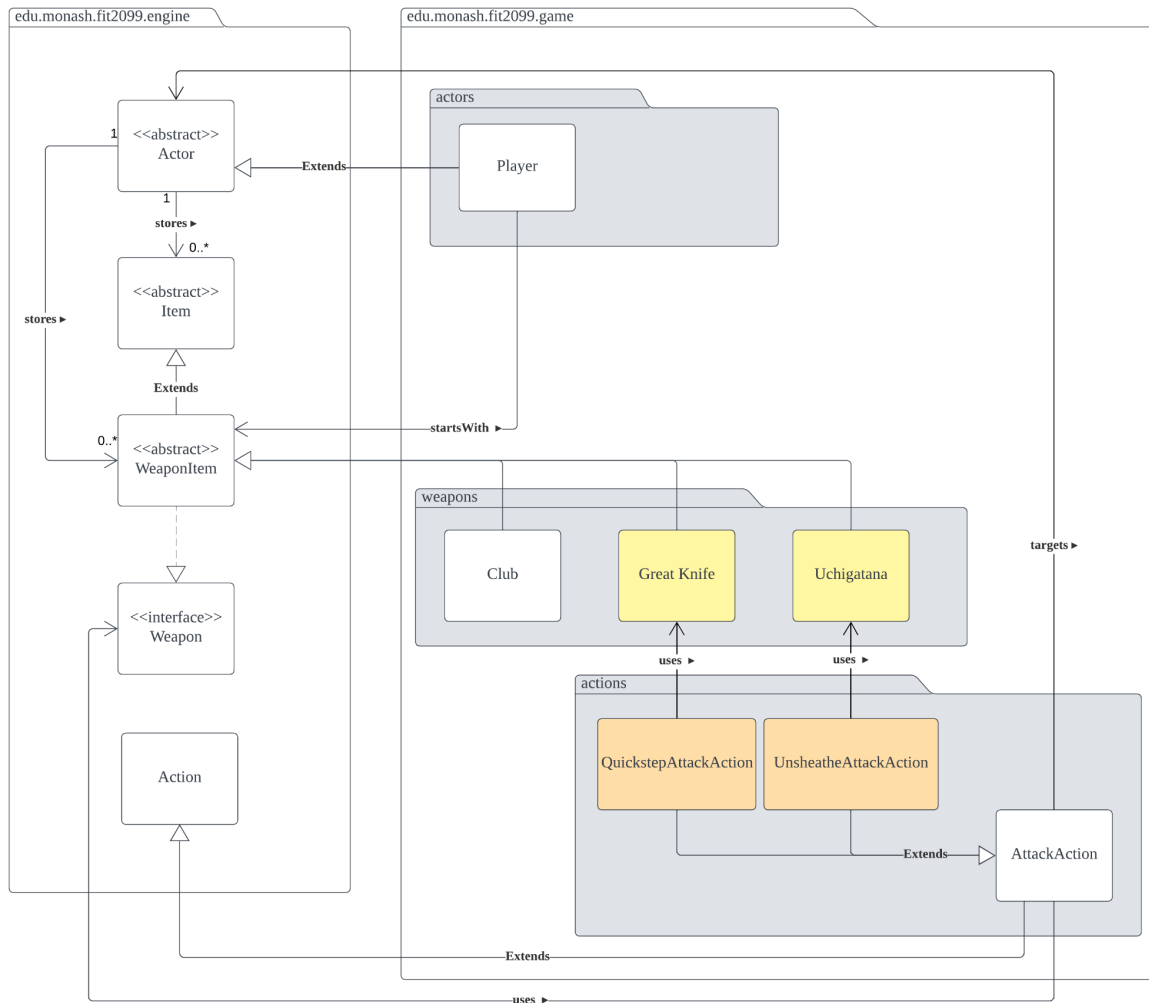 edu.monash.fit2099.engine
edu.monash.fit2099.game
actors
<<abstract>>
Actor
1
1
Extends
Player
stores ▸
0..*
<<abstract>>
Item
stores ▸
Extends
startsWith ▸
0..*
<<abstract>>
WeaponItem
weapons
Club
Great Knife
Uchigatana
targets ▸
<<interface>>
Weapon
uses ▸
uses ▸
actions
QuickstepAttackAction
UnsheatheAttackAction
Action
Extends
AttackAction
Extends
uses ▸